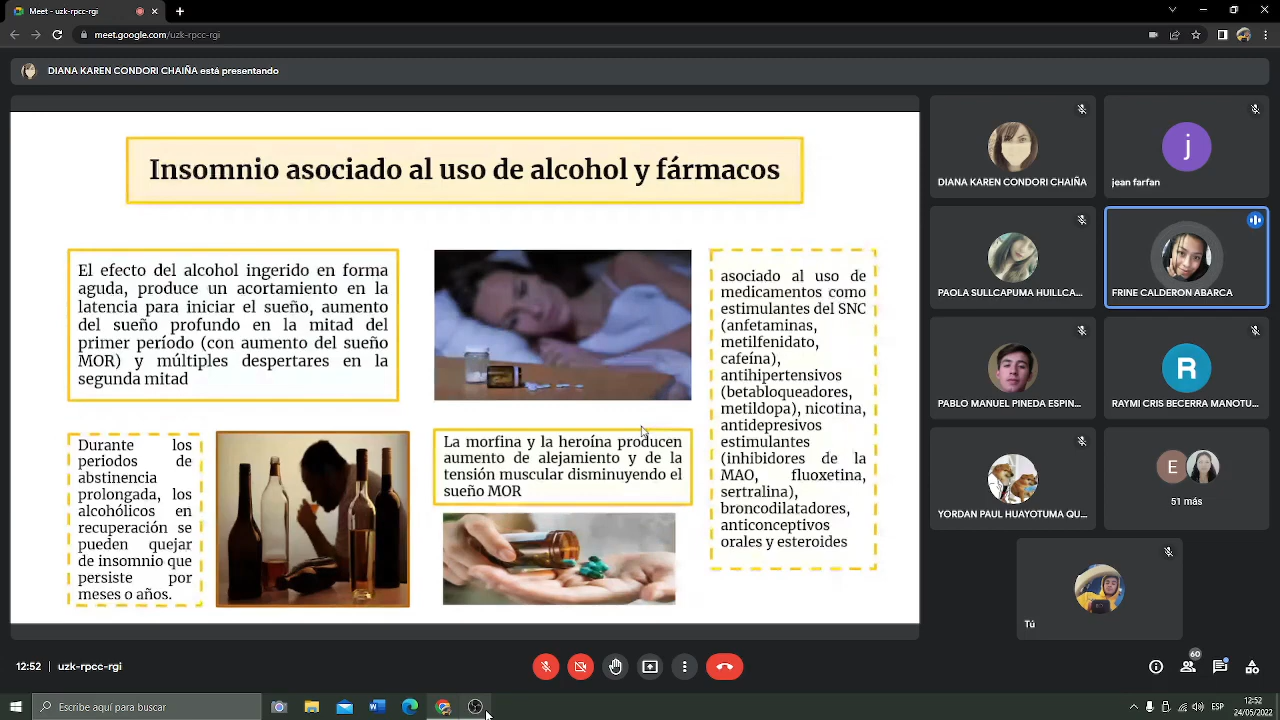 Meet - uzk-rpcc-rgi
meet.google.com/uzk-rpcc-rgi
DIANA KAREN CONDORI CHAIÑA está presentando
Insomnio asociado al uso de alcohol y fármacos
El efecto del alcohol ingerido en forma
aguda, produce un acortamiento en la
latencia para iniciar el sueño, aumento
del sueño profundo en la mitad del
primer período (con aumento del sueño
MOR) y múltiples despertares en la
segunda mitad
Durante los
periodos de
abstinencia
prolongada, los
alcohólicos en
recuperación se
pueden quejar
de insomnio que
persiste por
meses o años.
La morfina y la heroína producen
aumento de alejamiento y de la
tensión muscular disminuyendo el
sueño MOR
asociado al uso de
medicamentos como
estimulantes del SNC
(anfetaminas,
metilfenidato,
cafeína),
antihipertensivos
(betabloqueadores,
metildopa), nicotina,
antidepresivos
estimulantes
(inhibidores de la
MAO, fluoxetina,
sertralina),
broncodilatadores,
anticonceptivos
orales y esteroides
DIANA KAREN CONDORI CHAIÑA
j
jean farfan
PAOLA SULLCAPUMA HUILLCA...
FRINE CALDERON ABARCA
PABLO MANUEL PINEDA ESPIN...
R
RAYMI CRIS BECERRA MANOTU...
YORDAN PAUL HUAYOTUMA QU...
E
51 más
Tú
12:52
uzk-rpcc-rgi
60
Escribe aquí para buscar
ESP
12:52
24/05/2022